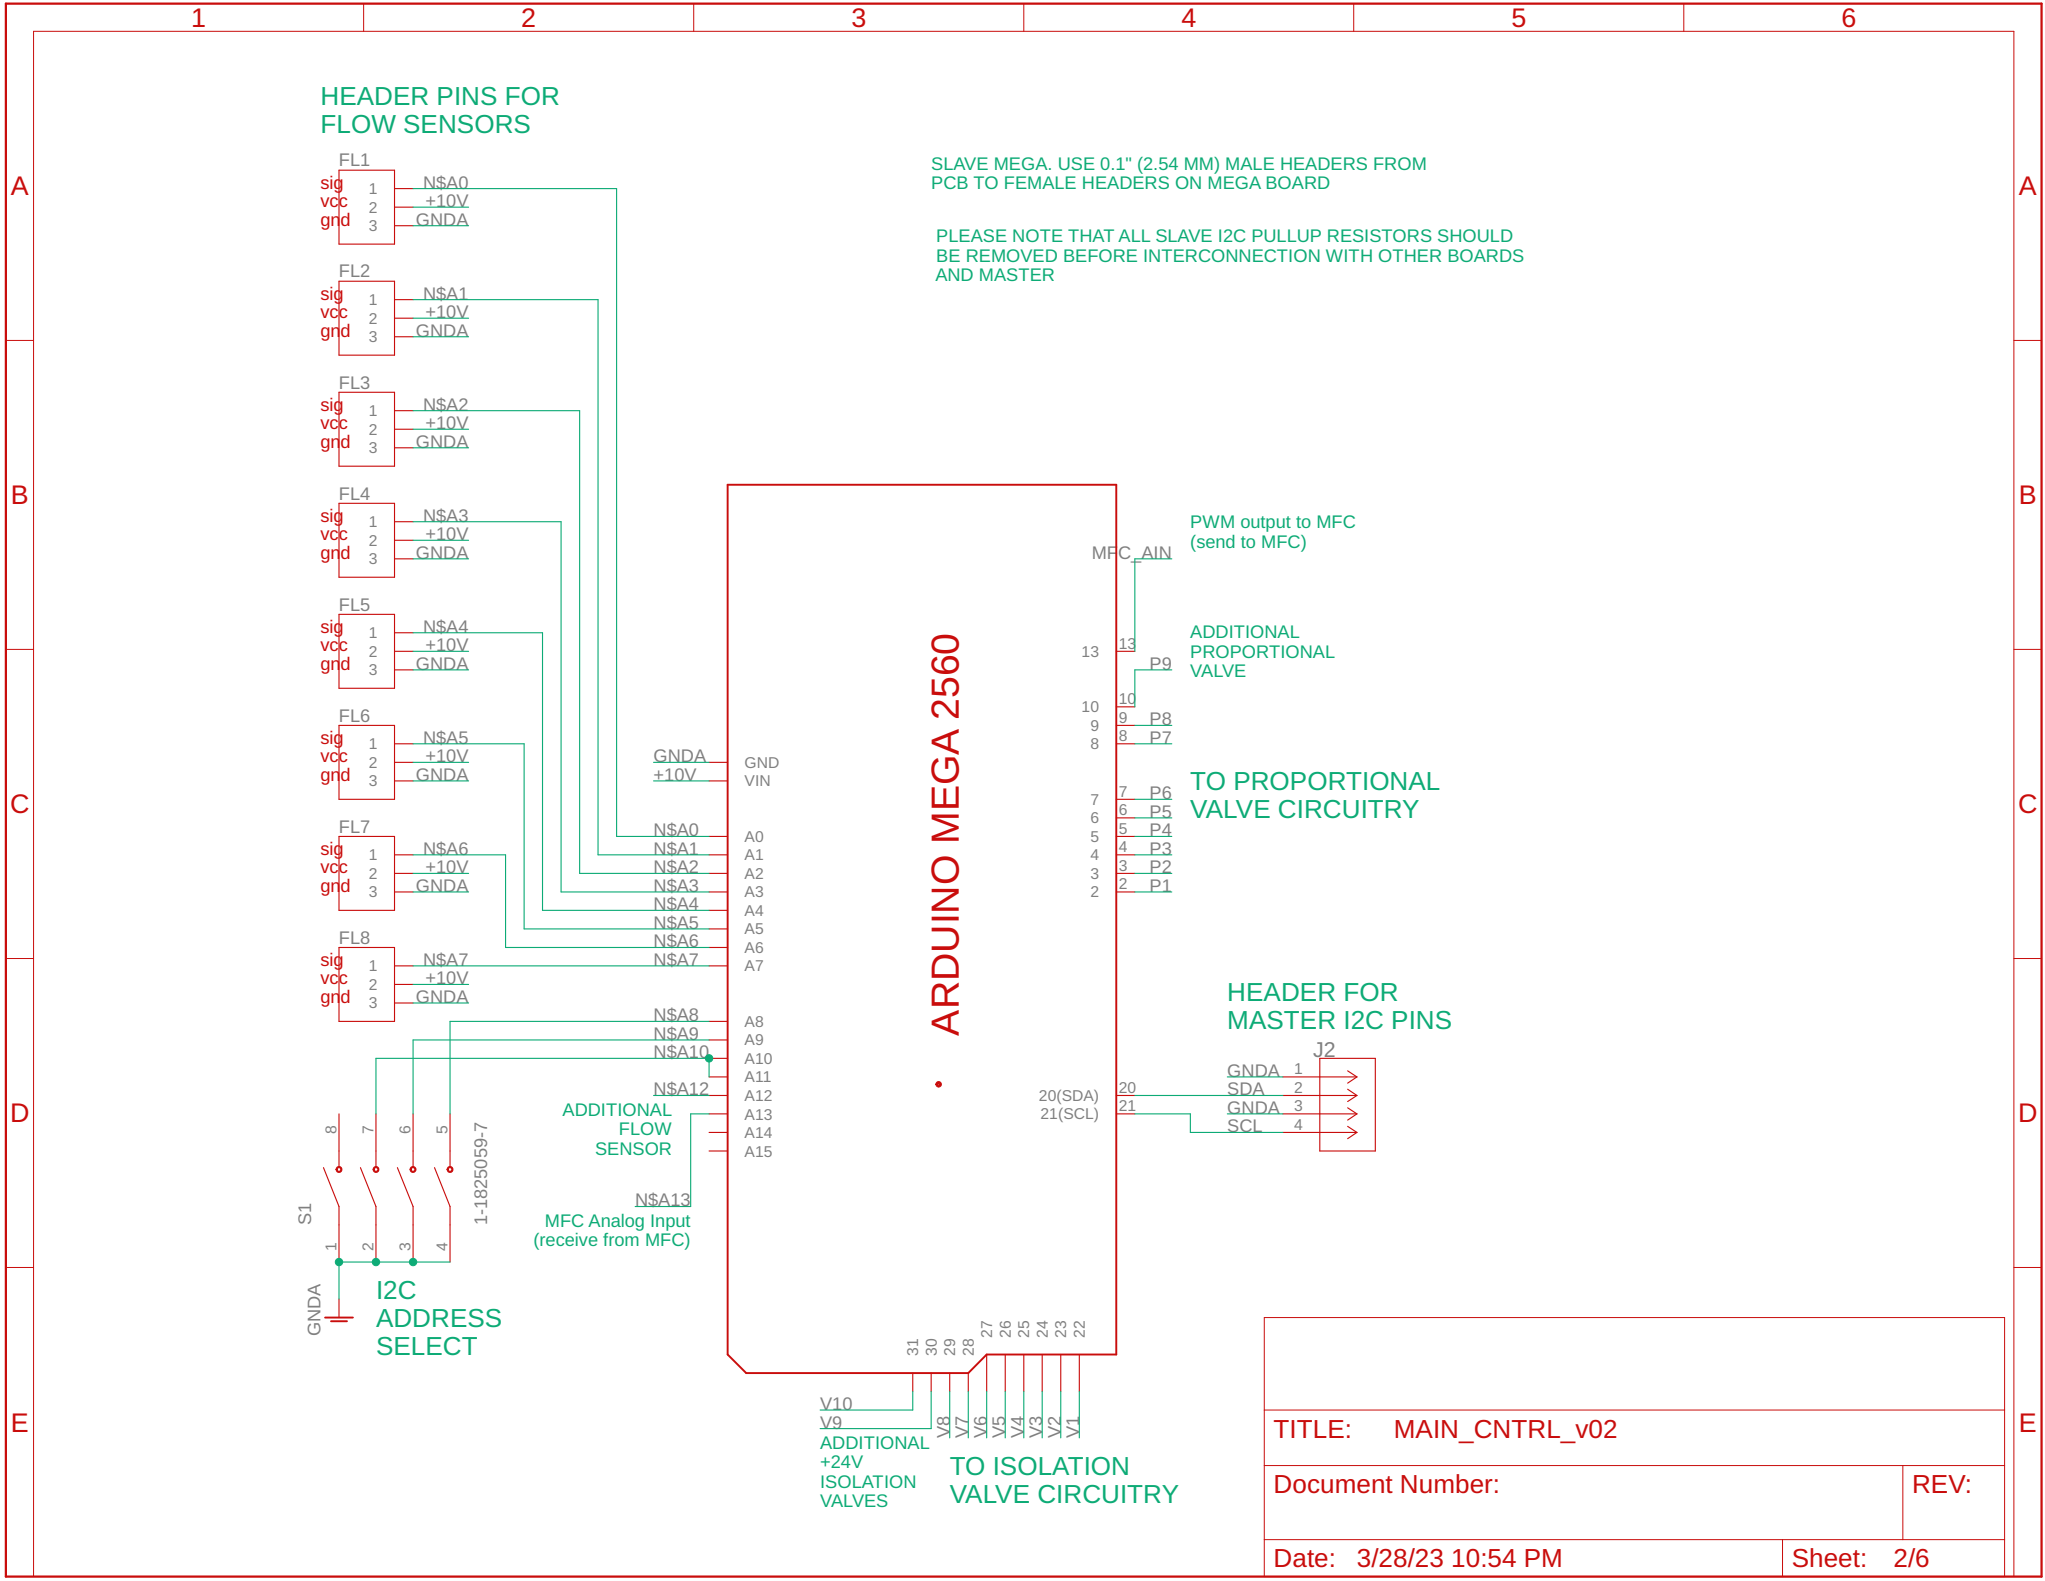 1 2 3 4 5 6
A A
B B
C C
D D
E E
HEADER PINS FOR
FLOW SENSORS
FL1
sig 1 N$A0
vcc 2 +10V
gnd 3 GNDA
FL2
sig 1 N$A1
vcc 2 +10V
gnd 3 GNDA
FL3
sig 1 N$A2
vcc 2 +10V
gnd 3 GNDA
FL4
sig 1 N$A3
vcc 2 +10V
gnd 3 GNDA
FL5
sig 1 N$A4
vcc 2 +10V
gnd 3 GNDA
FL6
sig 1 N$A5
vcc 2 +10V
gnd 3 GNDA
FL7
sig 1 N$A6
vcc 2 +10V
gnd 3 GNDA
FL8
sig 1 N$A7
vcc 2 +10V
gnd 3 GNDA
SLAVE MEGA. USE 0.1" (2.54 MM) MALE HEADERS FROM
PCB TO FEMALE HEADERS ON MEGA BOARD
PLEASE NOTE THAT ALL SLAVE I2C PULLUP RESISTORS SHOULD
BE REMOVED BEFORE INTERCONNECTION WITH OTHER BOARDS
AND MASTER
ARDUINO MEGA 2560
GNDA GND
+10V VIN
N$A0 A0
N$A1 A1
N$A2 A2
N$A3 A3
N$A4 A4
N$A5 A5
N$A6 A6
N$A7 A7
N$A8 A8
N$A9 A9
N$A10 A10
A11
N$A12 A12
A13
A14
A15
ADDITIONAL
FLOW
SENSOR
N$A13
MFC Analog Input
(receive from MFC)
8 7 6 5
1-1825059-7
S1
1 2 3 4
GNDA
I2C
ADDRESS
SELECT
MFC_AIN
PWM output to MFC
(send to MFC)
13 13
ADDITIONAL
PROPORTIONAL
VALVE
P9
10 10
9 9 P8
8 8 P7
7 7 P6
6 6 P5
5 5 P4
4 4 P3
3 3 P2
2 2 P1
TO PROPORTIONAL
VALVE CIRCUITRY
HEADER FOR
MASTER I2C PINS
J2
GNDA 1
SDA 2
GNDA 3
SCL 4
20(SDA) 20
21(SCL) 21
31 30 29 28 27 26 25 24 23 22
V10
V9
V8 V7 V6 V5 V4 V3 V2 V1
ADDITIONAL
+24V
ISOLATION
VALVES
TO ISOLATION
VALVE CIRCUITRY
TITLE: MAIN_CNTRL_v02
Document Number:
REV:
Date: 3/28/23 10:54 PM
Sheet: 2/6